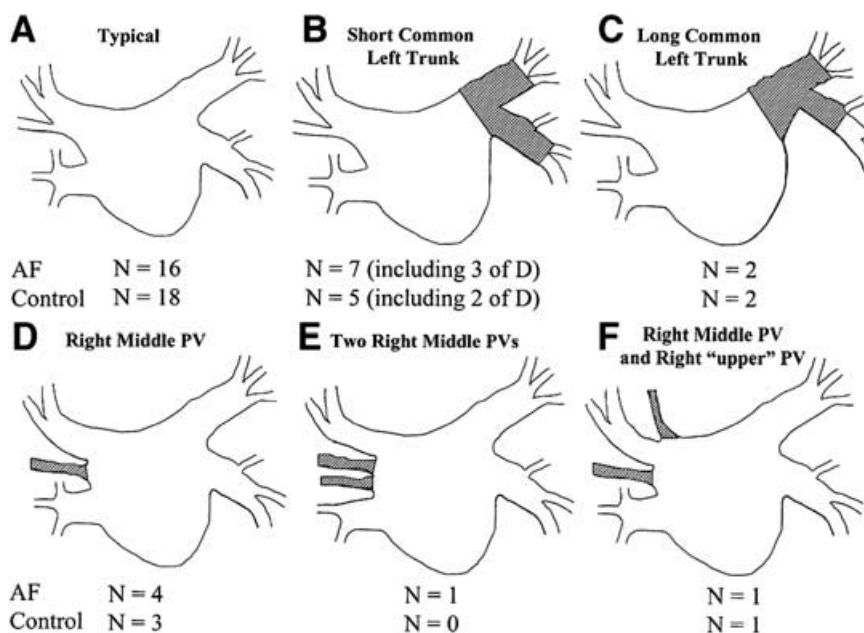 A Typical
B Short Common
Left Trunk
C Long Common
Left Trunk
AF N = 16 N = 7 (including 3 of D) N = 2
Control N = 18 N = 5 (including 2 of D) N = 2
D Right Middle PV
E Two Right Middle PVs
F Right Middle PV
and Right “upper” PV
AF N = 4 N = 1 N = 1
Control N = 3 N = 0 N = 1